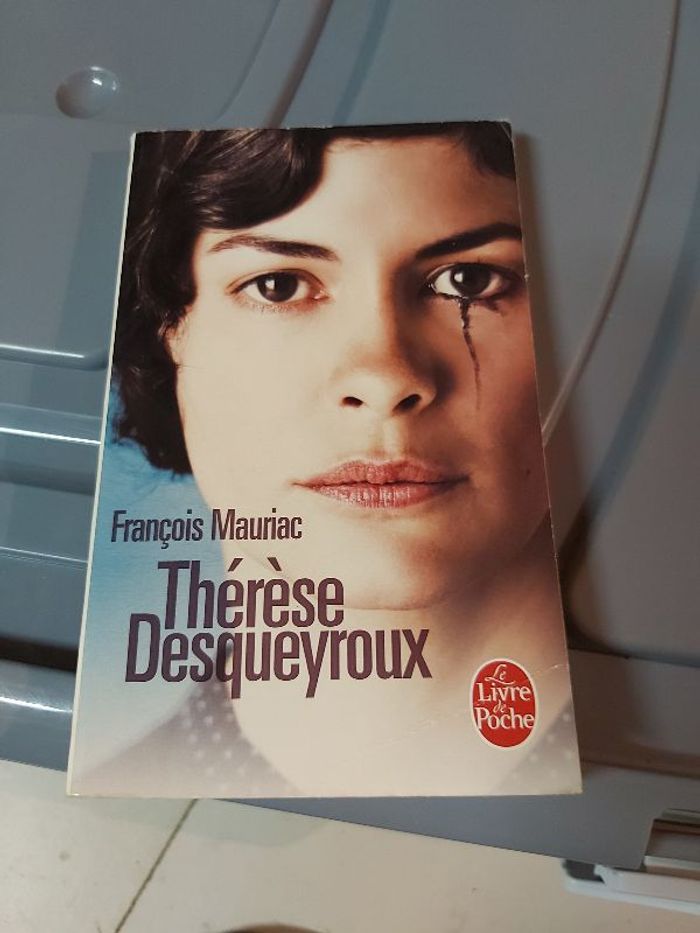 François Mauriac
Thérèse
Desqueyroux
Le
Livre
de
Poche